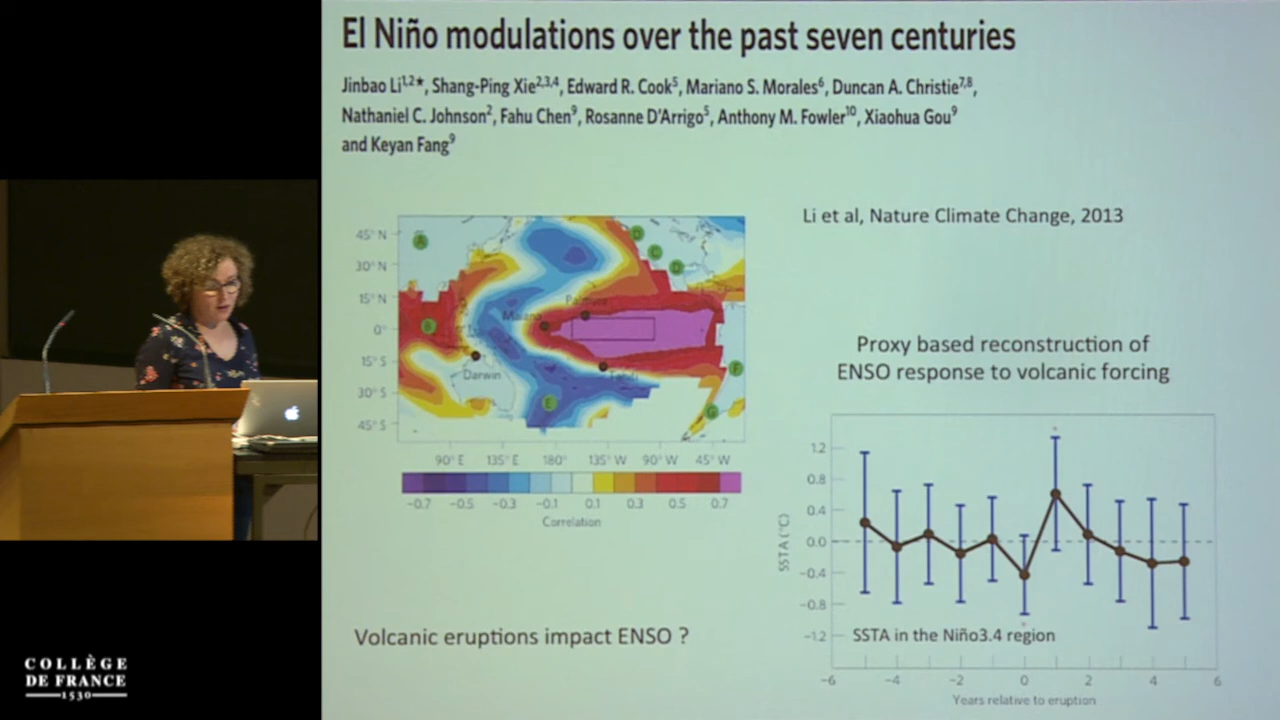 El Niño modulations over the past seven centuries
Jinbao Li1,2*, Shang-Ping Xie2,3,4, Edward R. Cook5, Mariano S. Morales6, Duncan A. Christie7,8,
Nathaniel C. Johnson2, Fahu Chen9, Rosanne D'Arrigo5, Anthony M. Fowler10, Xiaohua Gou9
and Keyan Fang9
Li et al, Nature Climate Change, 2013
45° N
30° N
15° N
0°
15° S
30° S
45° S
A
B
C
D
E
F
G
Palmyra
Maiana
Darwin
90° E 135° E 180° 135° W 90° W 45° W
−0.7 −0.5 −0.3 −0.1 0.1 0.3 0.5 0.7
Correlation
Proxy based reconstruction of
ENSO response to volcanic forcing
1.2
0.8
0.4
0.0
−0.4
−0.8
−1.2
SSTA (°C)
SSTA in the Niño3.4 region
−6 −4 −2 0 2 4 6
Years relative to eruption
Volcanic eruptions impact ENSO ?
COLLÈGE
DE FRANCE
1530